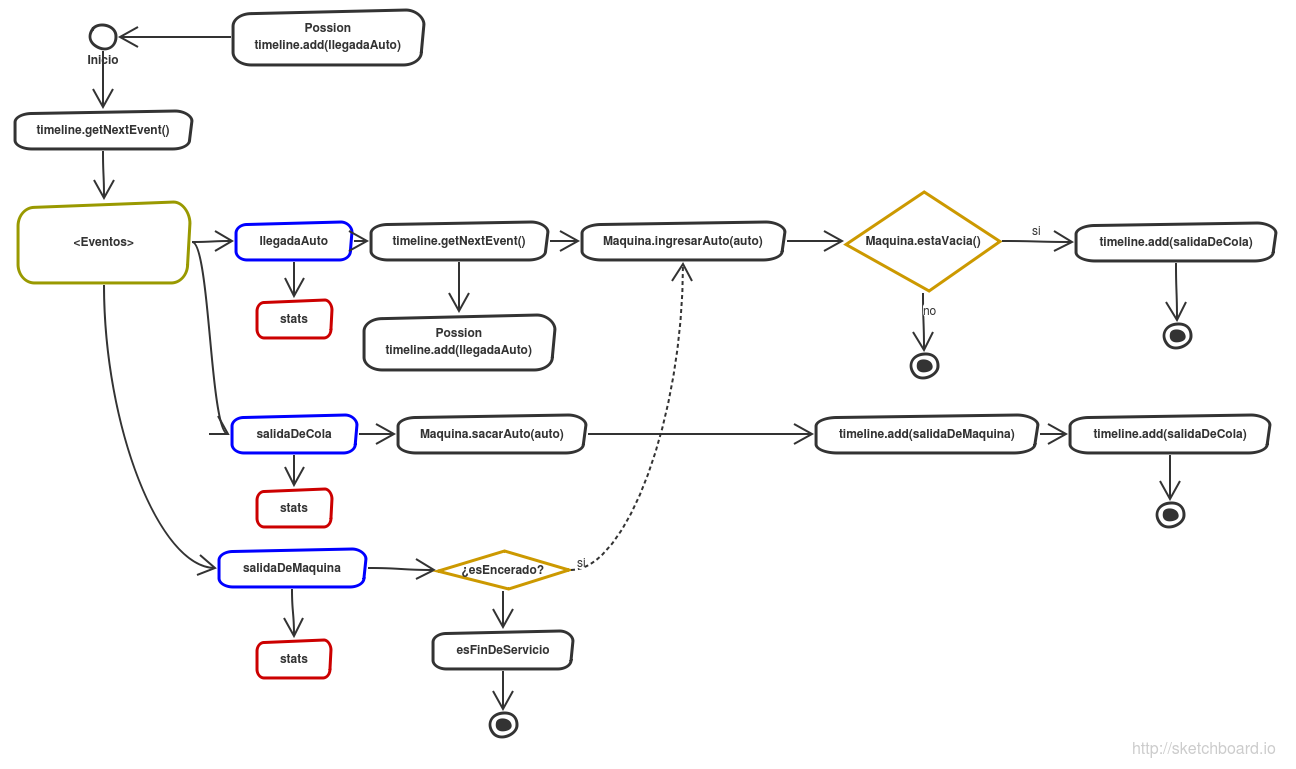 Possion
timeline.add(llegadaAuto)
Inicio
timeline.getNextEvent()
<Eventos>
llegadaAuto
timeline.getNextEvent()
Maquina.ingresarAuto(auto)
Maquina.estaVacia()
si
timeline.add(salidaDeCola)
no
stats
Possion
timeline.add(llegadaAuto)
salidaDeCola
Maquina.sacarAuto(auto)
timeline.add(salidaDeMaquina)
timeline.add(salidaDeCola)
stats
salidaDeMaquina
¿esEncerado?
si
stats
esFinDeServicio
http://sketchboard.io